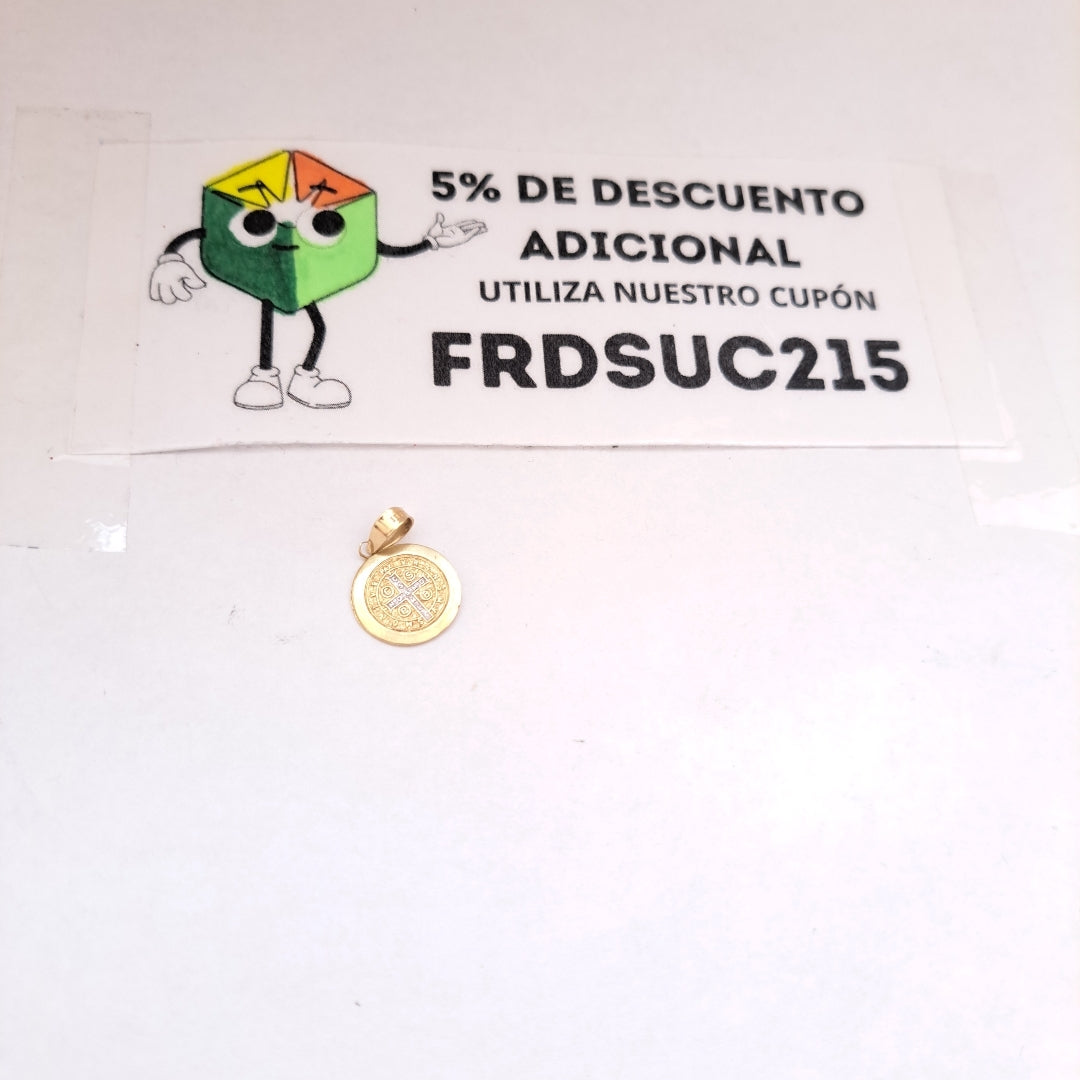 5% DE DESCUENTO
ADICIONAL
UTILIZA NUESTRO CUPÓN
FRDSUC215